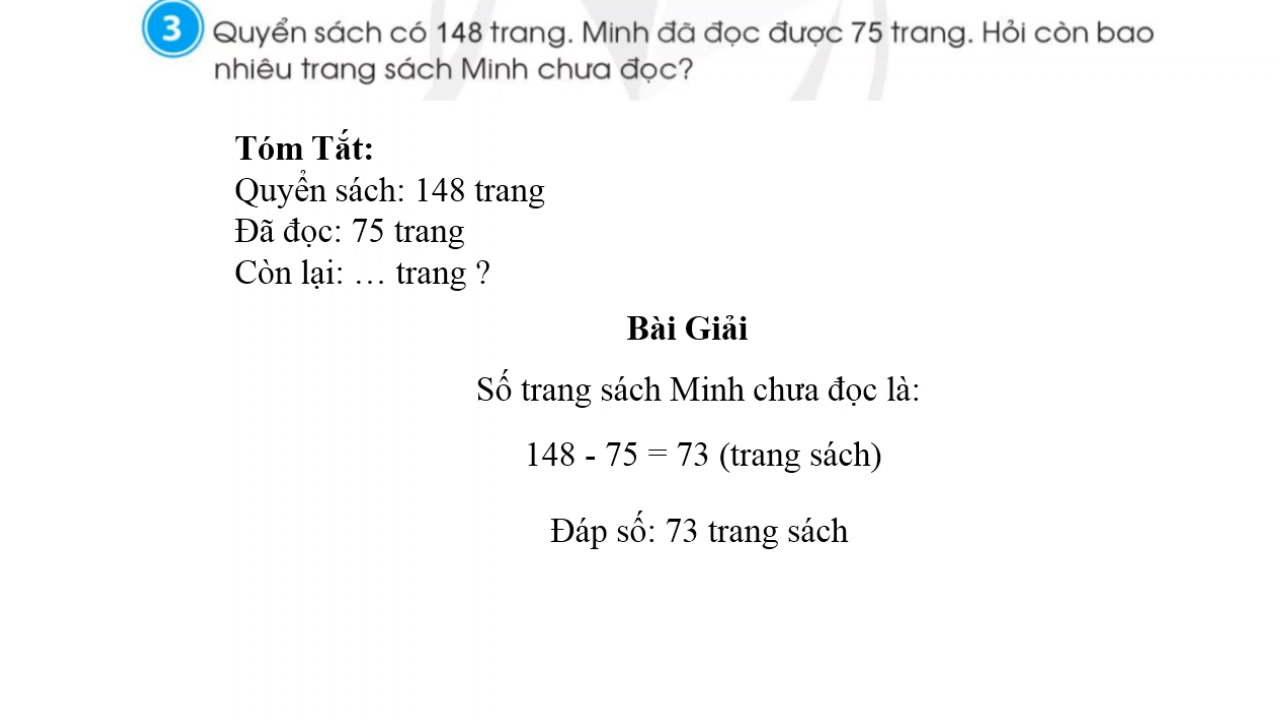 3 Quyển sách có 148 trang. Minh đã đọc được 75 trang. Hỏi còn bao
nhiêu trang sách Minh chưa đọc?
Tóm Tắt:
Quyển sách: 148 trang
Đã đọc: 75 trang
Còn lại: … trang ?
Bài Giải
Số trang sách Minh chưa đọc là:
148 - 75 = 73 (trang sách)
Đáp số: 73 trang sách